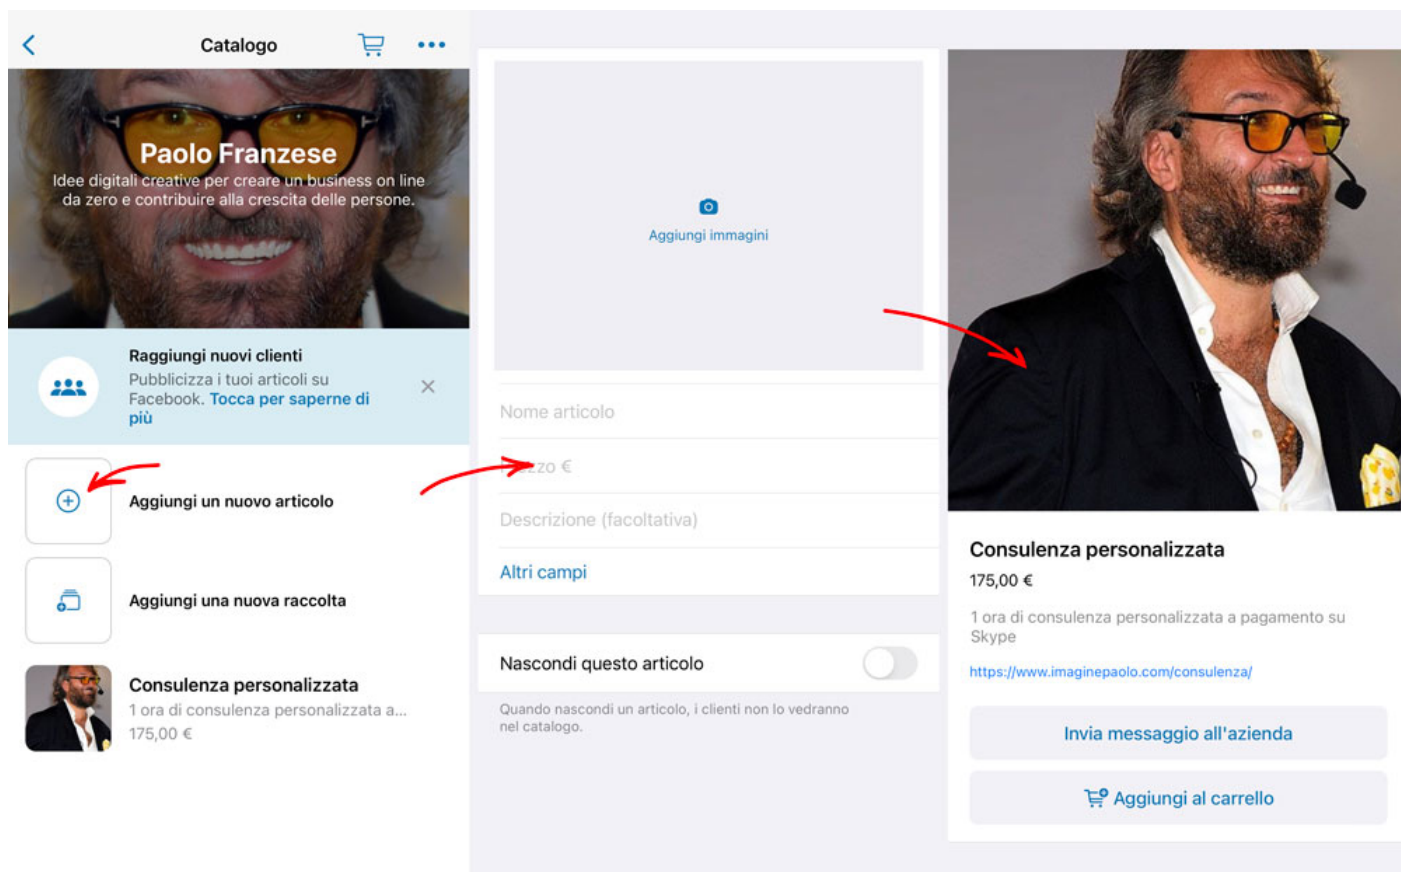 Catalogo
Paolo Franzese
Idee digitali creative per creare un business on line
da zero e contribuire alla crescita delle persone.
Raggiungi nuovi clienti
Pubblicizza i tuoi articoli su
Facebook. Tocca per saperne di
più
Aggiungi un nuovo articolo
Aggiungi una nuova raccolta
Consulenza personalizzata
1 ora di consulenza personalizzata a...
175,00 €
Aggiungi immagini
Nome articolo
Prezzo €
Descrizione (facoltativa)
Altri campi
Nascondi questo articolo
Quando nascondi un articolo, i clienti non lo vedranno
nel catalogo.
Consulenza personalizzata
175,00 €
1 ora di consulenza personalizzata a pagamento su
Skype
https://www.imaginepaolo.com/consulenza/
Invia messaggio all'azienda
Aggiungi al carrello